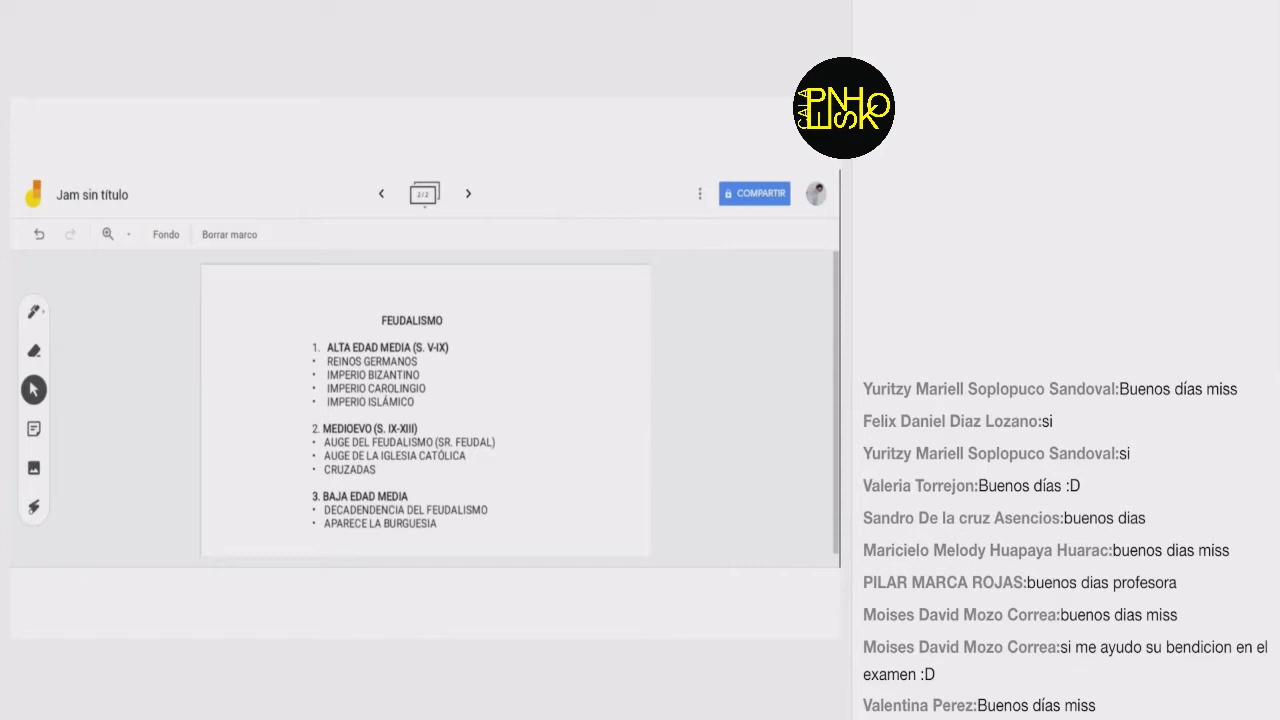 CALA
PENHO
ESK
Jam sin título
2/2
COMPARTIR
Fondo
Borrar marco
FEUDALISMO
1. ALTA EDAD MEDIA (S. V-IX)
• REINOS GERMANOS
• IMPERIO BIZANTINO
• IMPERIO CAROLINGIO
• IMPERIO ISLÁMICO
2. MEDIOEVO (S. IX-XIII)
• AUGE DEL FEUDALISMO (SR. FEUDAL)
• AUGE DE LA IGLESIA CATÓLICA
• CRUZADAS
3. BAJA EDAD MEDIA
• DECADENDENCIA DEL FEUDALISMO
• APARECE LA BURGUESIA
Yuritzy Mariell Soplopuco Sandoval:Buenos días miss
Felix Daniel Diaz Lozano:si
Yuritzy Mariell Soplopuco Sandoval:si
Valeria Torrejon:Buenos días :D
Sandro De la cruz Asencios:buenos dias
Maricielo Melody Huapaya Huarac:buenos dias miss
PILAR MARCA ROJAS:buenos dias profesora
Moises David Mozo Correa:buenos dias miss
Moises David Mozo Correa:si me ayudo su bendicion en el
examen :D
Valentina Perez:Buenos días miss